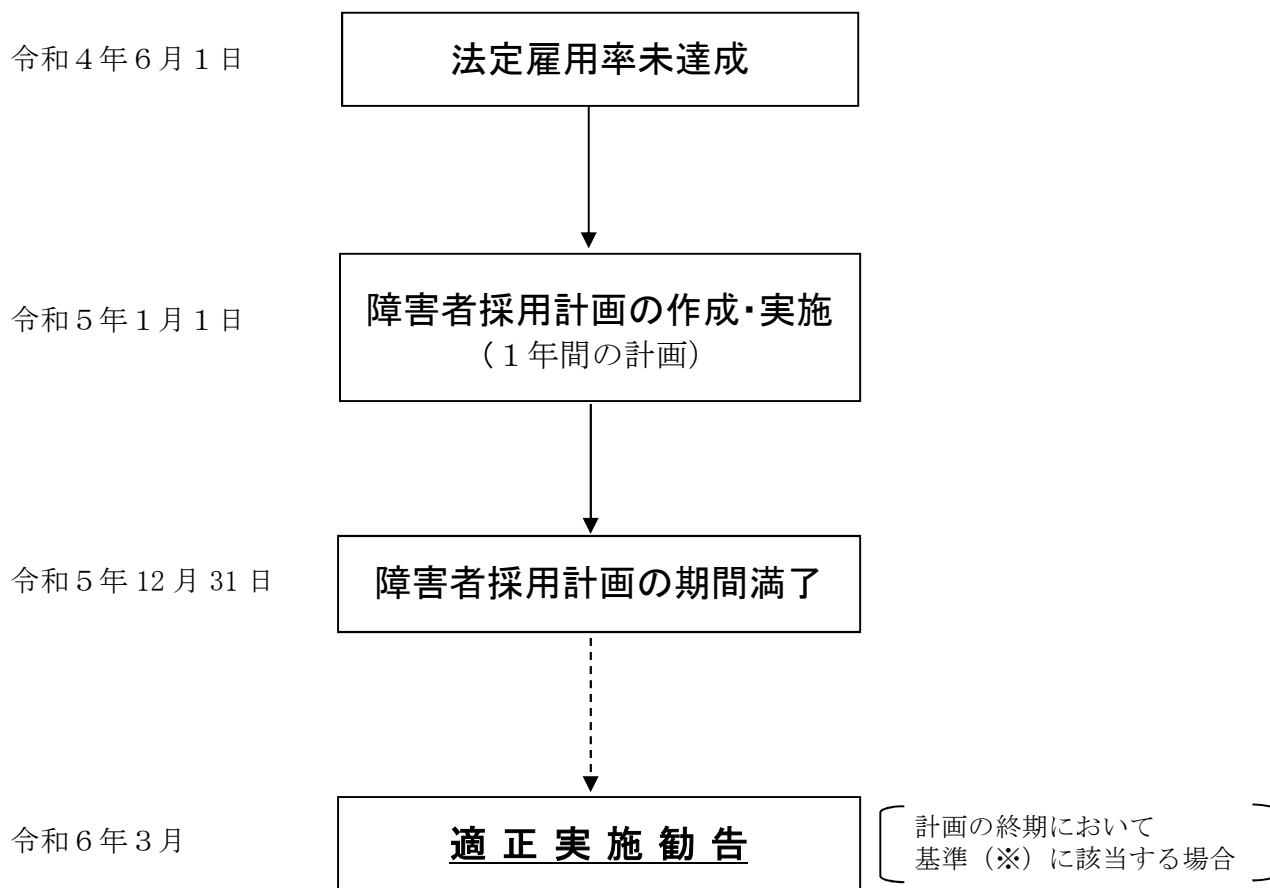 令和４年６月１日
法定雇用率未達成
令和５年１月１日
障害者採用計画の作成・実施
（１年間の計画）
令和５年 12 月 31 日
障害者採用計画の期間満了
令和６年３月
適 正 実 施 勧 告
計画の終期において
基準（※）に該当する場合